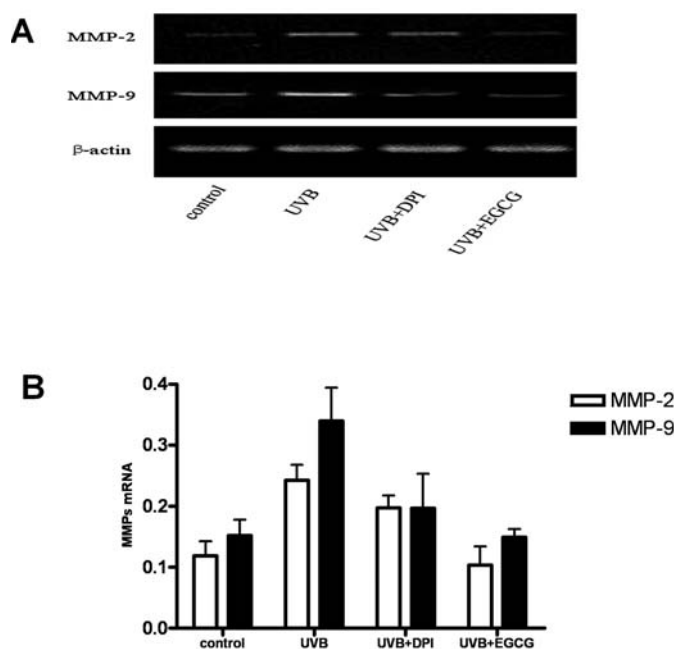 A
MMP-2
MMP-9
β-actin
control
UVB
UVB+DPI
UVB+EGCG
B
MMPs mRNA
0.4
0.3
0.2
0.1
0.0
control
UVB
UVB+DPI
UVB+EGCG
MMP-2
MMP-9